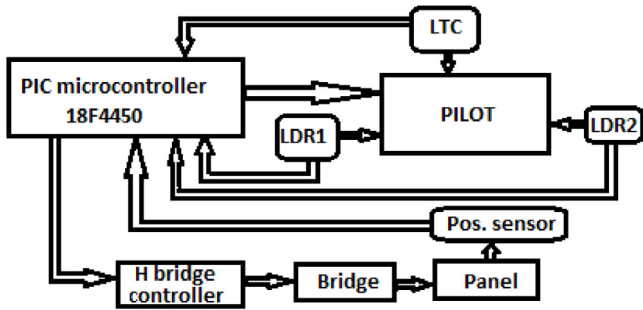 LTC
PIC microcontroller
18F4450
PILOT
LDR1
LDR2
Pos. sensor
H bridge
controller
Bridge
Panel